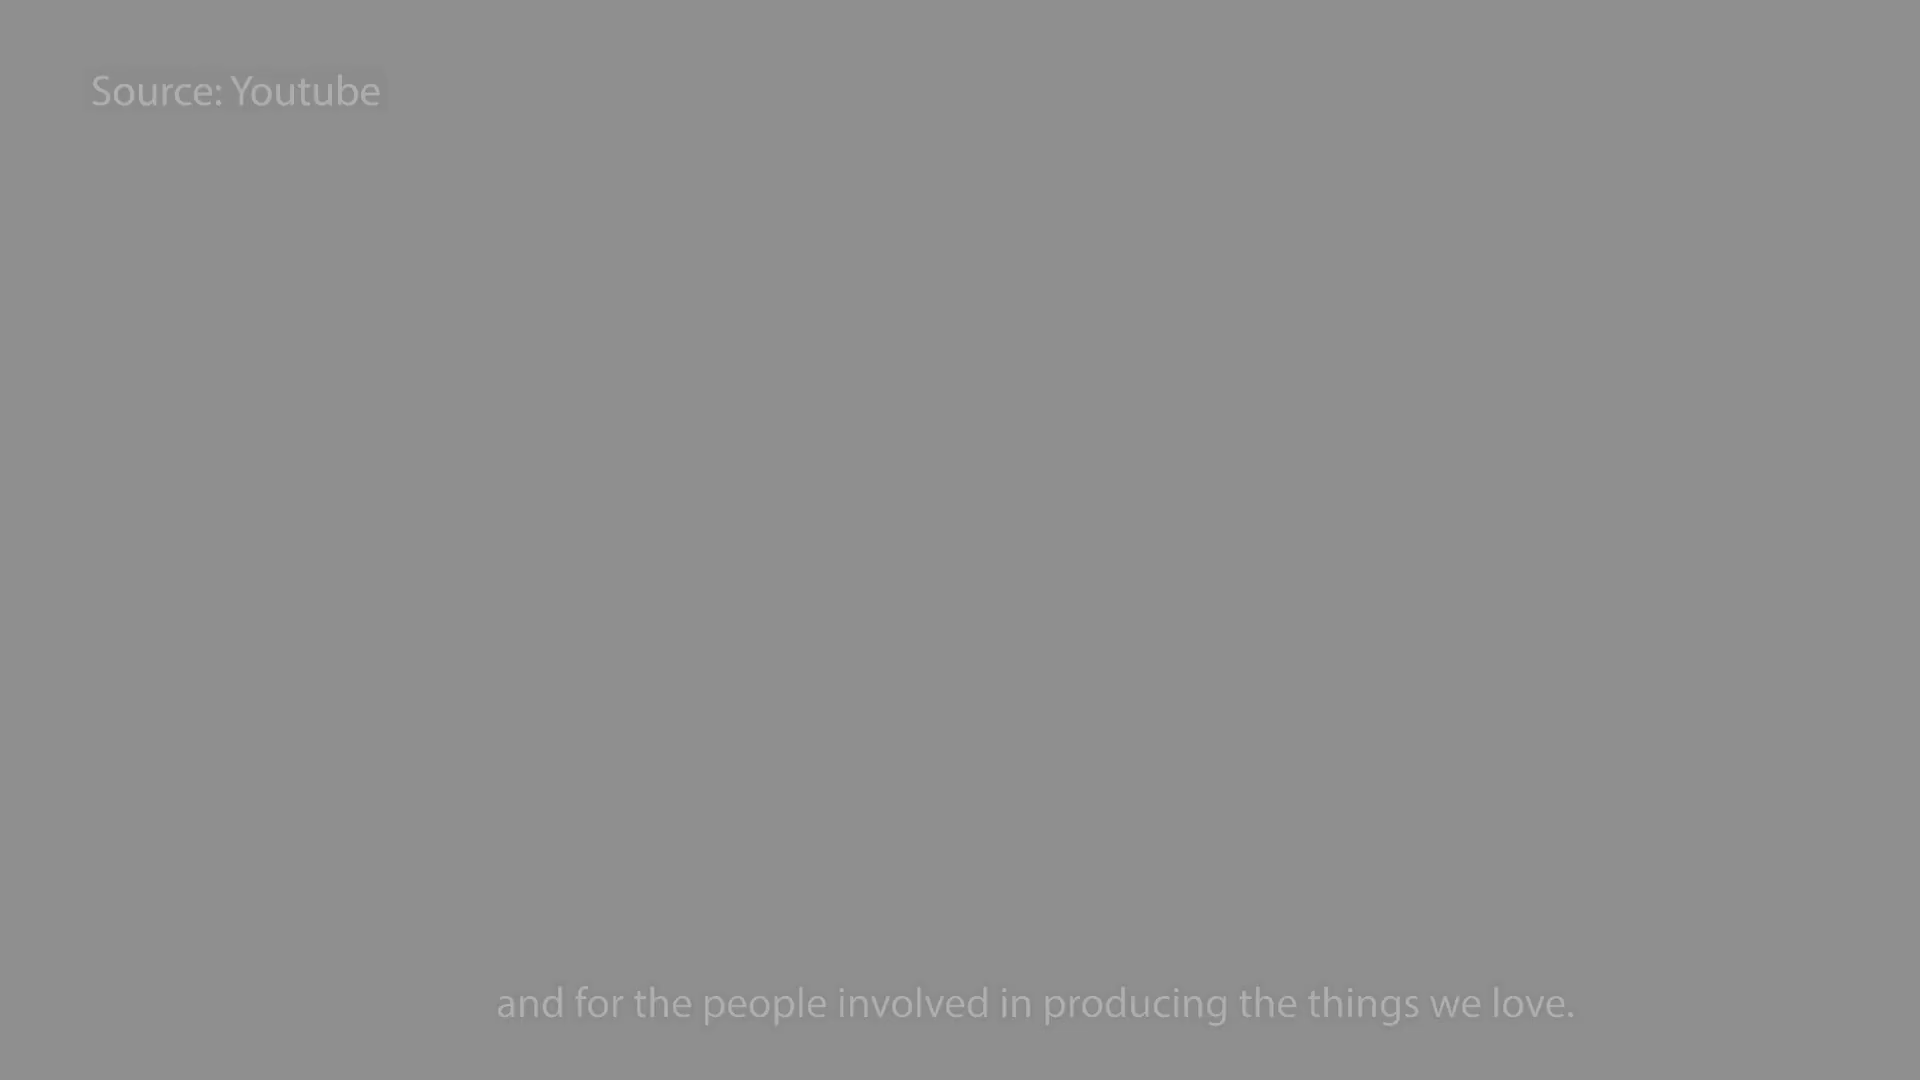 Source: Youtube
and for the people involved in producing the things we love.